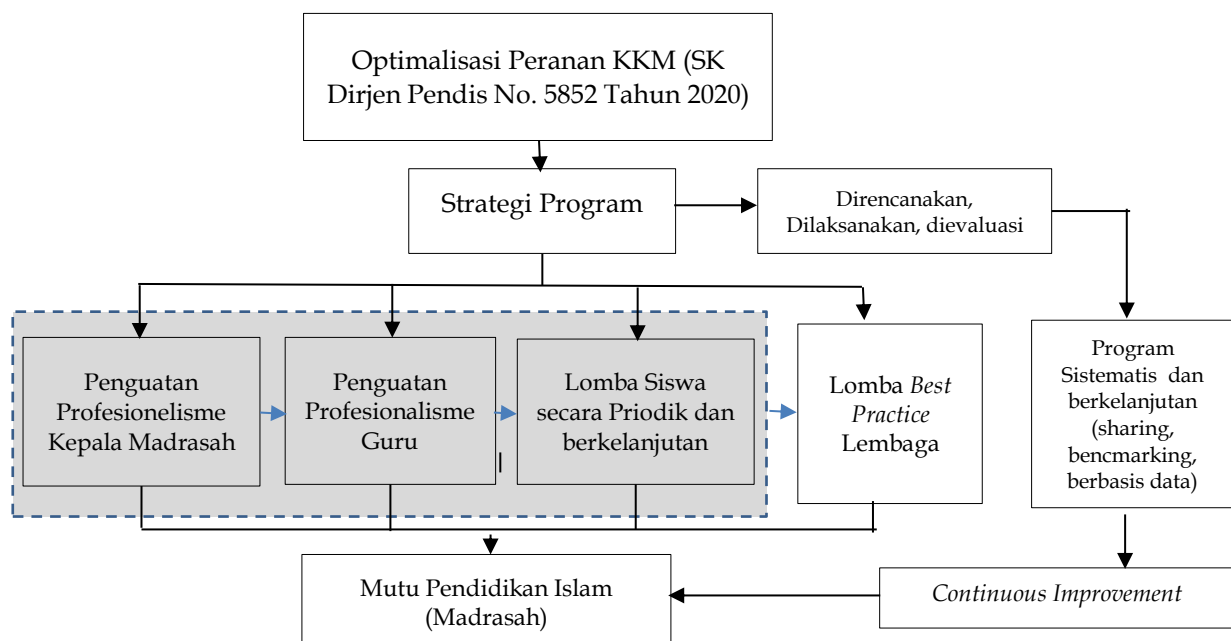 Optimalisasi Peranan KKM (SK
Dirjen Pendis No. 5852 Tahun 2020)
Strategi Program
Direncanakan,
Dilaksanakan, dievaluasi
Penguatan
Profesionelisme
Kepala Madrasah
Penguatan
Profesionalisme
Guru
Lomba Siswa
secara Priodik dan
berkelanjutan
Lomba Best
Practice
Lembaga
Program
Sistematis dan
berkelanjutan
(sharing,
bencmarking,
berbasis data)
Mutu Pendidikan Islam
(Madrasah)
Continuous Improvement